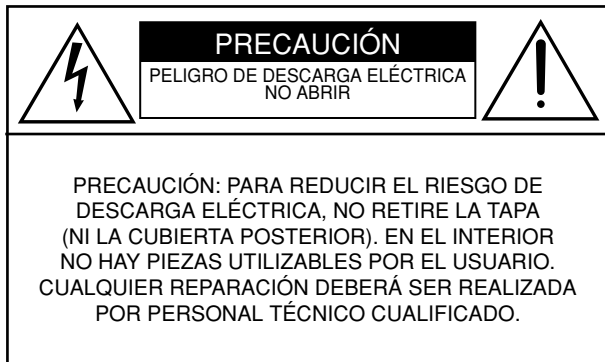 PRECAUCIÓN
PELIGRO DE DESCARGA ELÉCTRICA
NO ABRIR
PRECAUCIÓN: PARA REDUCIR EL RIESGO DE
DESCARGA ELÉCTRICA, NO RETIRE LA TAPA
(NI LA CUBIERTA POSTERIOR). EN EL INTERIOR
NO HAY PIEZAS UTILIZABLES POR EL USUARIO.
CUALQUIER REPARACIÓN DEBERÁ SER REALIZADA
POR PERSONAL TÉCNICO CUALIFICADO.